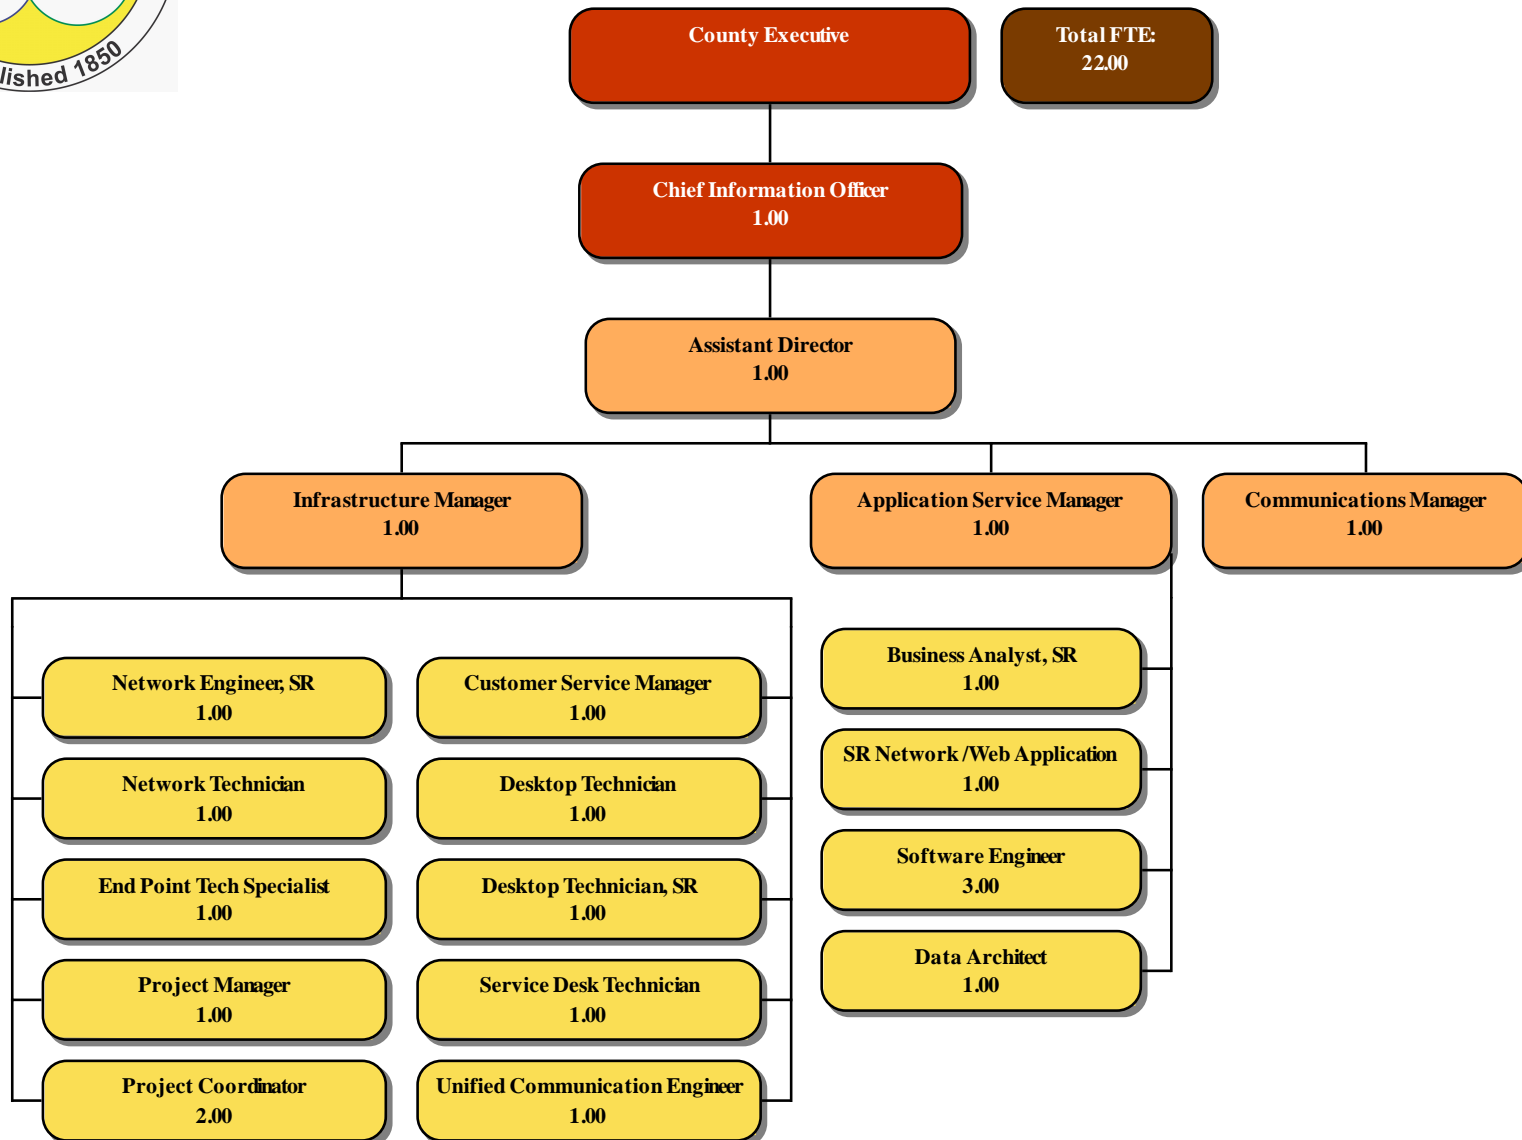 lished 1850
County Executive
Total FTE:
22.00
Chief Information Officer
1.00
Assistant Director
1.00
Infrastructure Manager
1.00
Application Service Manager
1.00
Communications Manager
1.00
Network Engineer, SR
1.00
Network Technician
1.00
End Point Tech Specialist
1.00
Project Manager
1.00
Project Coordinator
2.00
Customer Service Manager
1.00
Desktop Technician
1.00
Desktop Technician, SR
1.00
Service Desk Technician
1.00
Unified Communication Engineer
1.00
Business Analyst, SR
1.00
SR Network /Web Application
1.00
Software Engineer
3.00
Data Architect
1.00